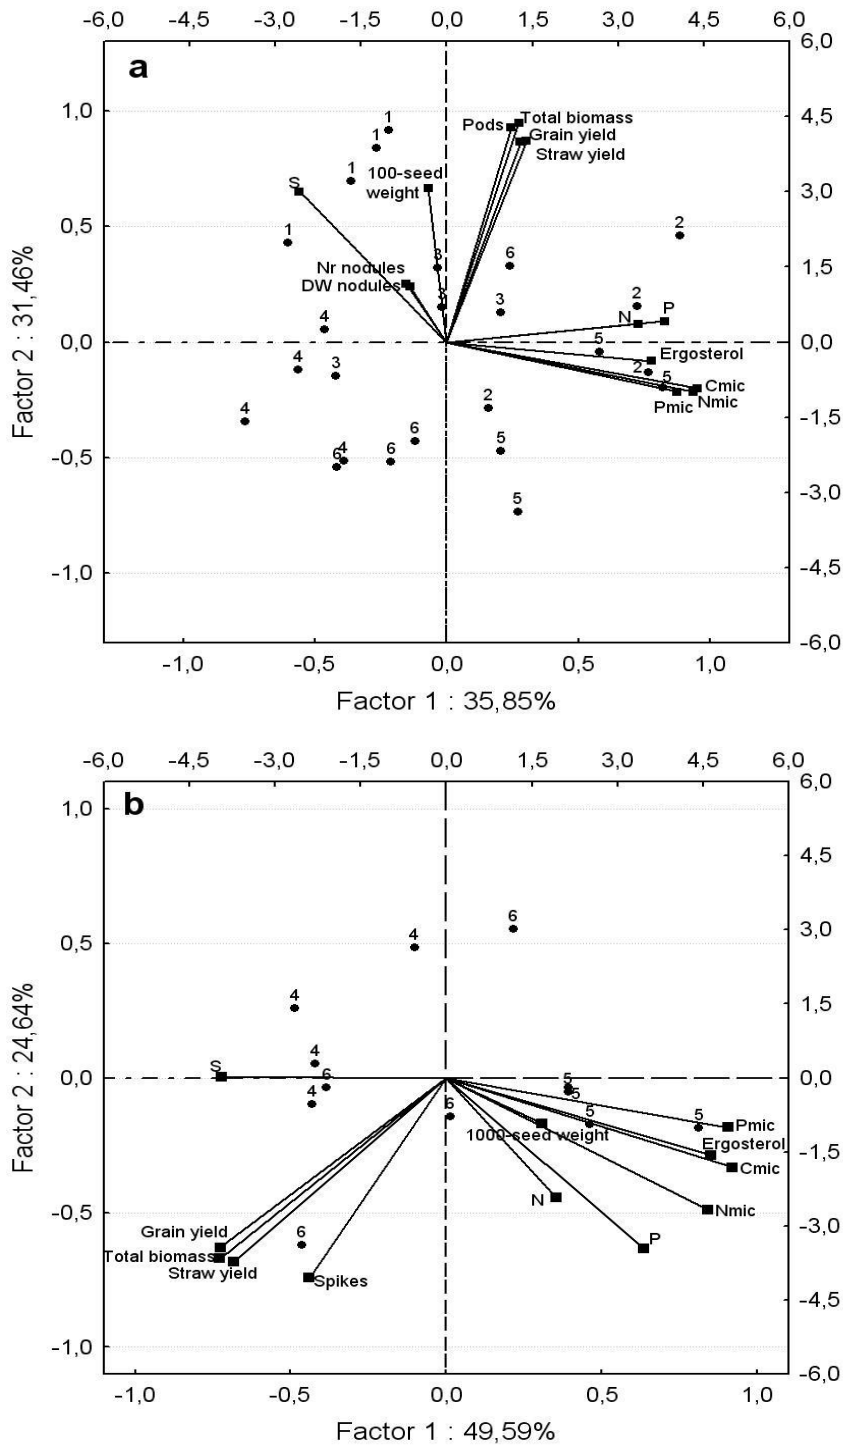 -6,0 -4,5 -3,0 -1,5 0,0 1,5 3,0 4,5 6,0
a
6,0
1,0
4,5
3,0
0,5
1,5
0,0
0,0
-1,5
-0,5
-3,0
-1,0
-4,5
-6,0
Pods
Total biomass
Grain yield
Straw yield
1
1
1
S
100-seed
weight
1
2
3
6
Nr nodules
DW nodules
3
3
2
N
P
4
5
Ergosterol
4
3
2
5
Cmic
Pmic
Nmic
4
2
6
5
6
4
6
5
-1,0 -0,5 0,0 0,5 1,0
Factor 2 : 31,46%
Factor 1 : 35,85%
-6,0 -4,5 -3,0 -1,5 0,0 1,5 3,0 4,5 6,0
b
6,0
1,0
4,5
0,5
3,0
1,5
0,0
0,0
-1,5
-0,5
-3,0
-4,5
-1,0
-6,0
6
4
4
4
S
6
4
5
5
6
5
5
Pmic
1000-seed weight
Ergosterol
Cmic
N
Nmic
Grain yield
6
P
Total biomass
Straw yield
Spikes
-1,0 -0,5 0,0 0,5 1,0
Factor 2 : 24,64%
Factor 1 : 49,59%